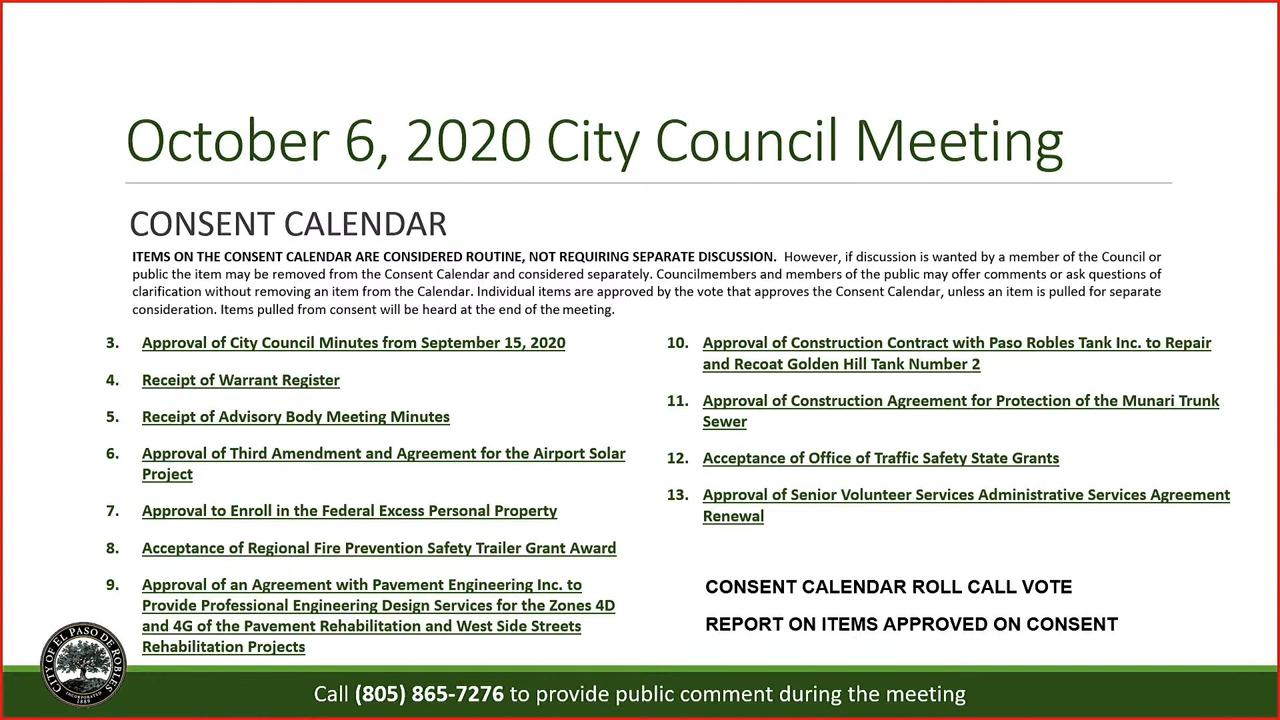 October 6, 2020 City Council Meeting
CONSENT CALENDAR
ITEMS ON THE CONSENT CALENDAR ARE CONSIDERED ROUTINE, NOT REQUIRING SEPARATE DISCUSSION. However, if discussion is wanted by a member of the Council or
public the item may be removed from the Consent Calendar and considered separately. Councilmembers and members of the public may offer comments or ask questions of
clarification without removing an item from the Calendar. Individual items are approved by the vote that approves the Consent Calendar, unless an item is pulled for separate
consideration. Items pulled from consent will be heard at the end of the meeting.
3. Approval of City Council Minutes from September 15, 2020
4. Receipt of Warrant Register
5. Receipt of Advisory Body Meeting Minutes
6. Approval of Third Amendment and Agreement for the Airport Solar
Project
7. Approval to Enroll in the Federal Excess Personal Property
8. Acceptance of Regional Fire Prevention Safety Trailer Grant Award
9. Approval of an Agreement with Pavement Engineering Inc. to
Provide Professional Engineering Design Services for the Zones 4D
and 4G of the Pavement Rehabilitation and West Side Streets
Rehabilitation Projects
10. Approval of Construction Contract with Paso Robles Tank Inc. to Repair
and Recoat Golden Hill Tank Number 2
11. Approval of Construction Agreement for Protection of the Munari Trunk
Sewer
12. Acceptance of Office of Traffic Safety State Grants
13. Approval of Senior Volunteer Services Administrative Services Agreement
Renewal
CONSENT CALENDAR ROLL CALL VOTE
REPORT ON ITEMS APPROVED ON CONSENT
CITY OF EL PASO DE ROBLES
INCORPORATED
1889
Call (805) 865-7276 to provide public comment during the meeting